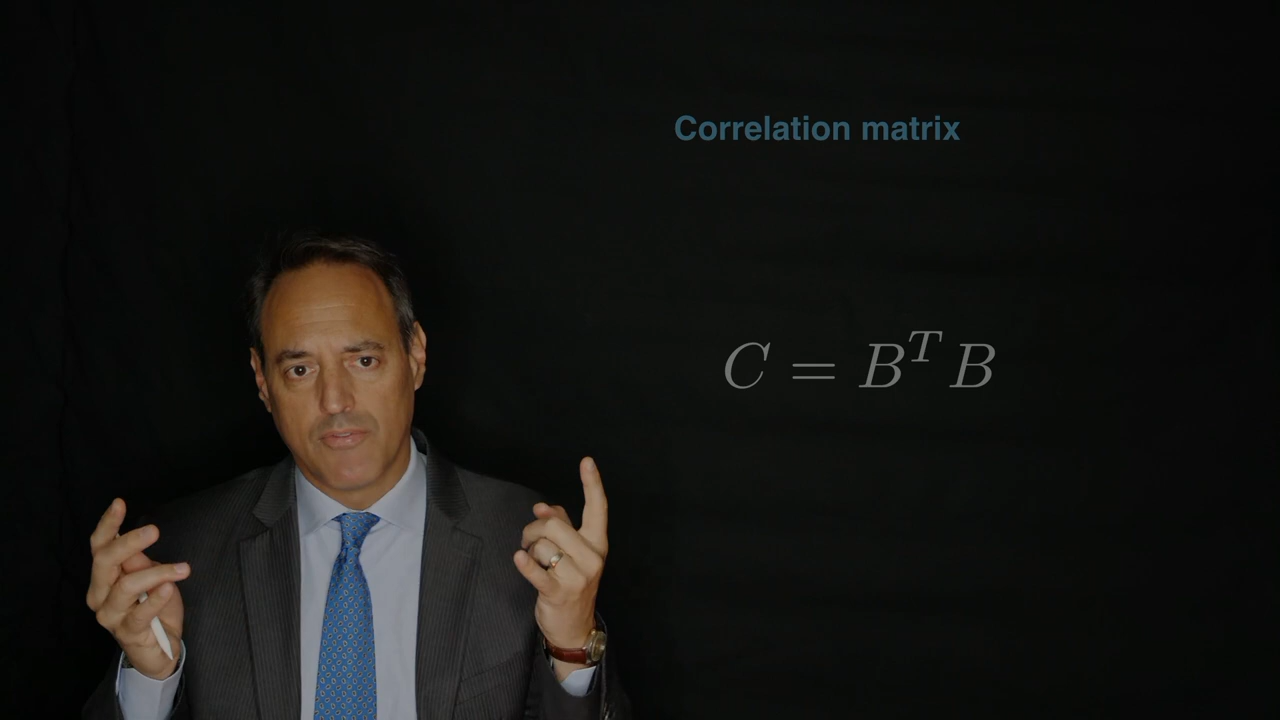 Correlation matrix
C = B^T B